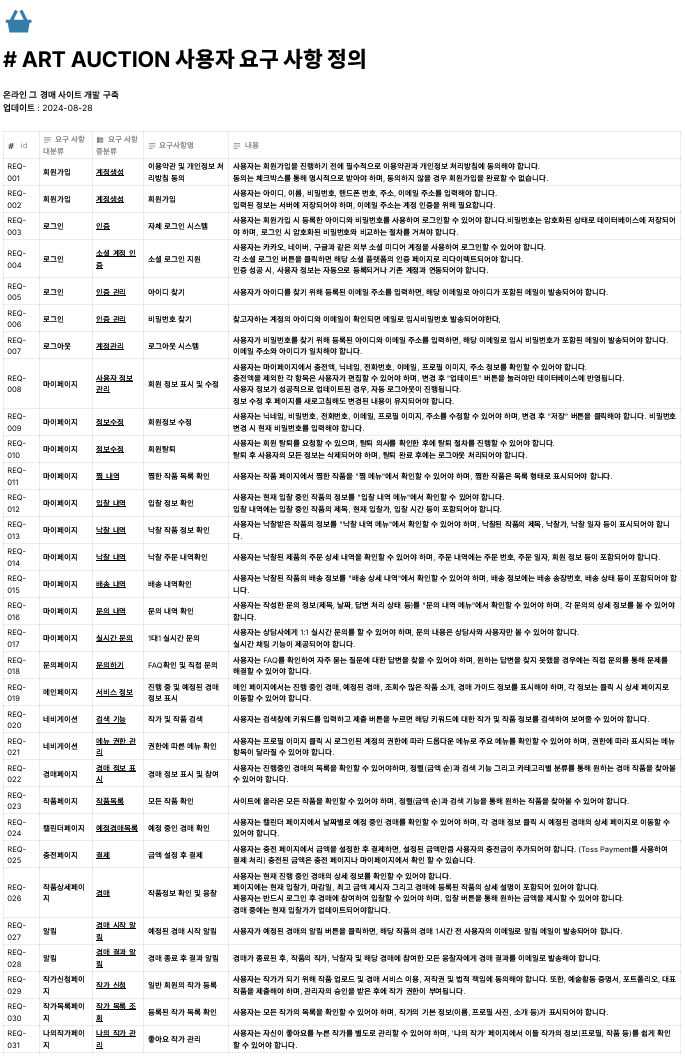 # ART AUCTION 사용자 요구 사항 정의
온라인 그 경매 사이트 개발 구축
업데이트 : 2024-08-28
# id 요구 사항 대분류 요구 사항 중분류 요구사항명 내용
REQ-001 회원가입 계정생성 이용약관 및 개인정보 처리방침 동의 사용자는 회원가입을 진행하기 전에 필수적으로 이용약관과 개인정보 처리방침에 동의해야 합니다.
동의는 체크박스를 통해 명시적으로 받아야 하며, 동의하지 않을 경우 회원가입을 완료할 수 없습니다.
REQ-002 회원가입 계정생성 회원가입 사용자는 아이디, 이름, 비밀번호, 핸드폰 번호, 주소, 이메일 주소를 입력해야 합니다.
입력된 정보는 서버에 저장되어야 하며, 이메일 주소는 계정 인증을 위해 필요합니다.
REQ-003 로그인 인증 자체 로그인 시스템 사용자는 회원가입 시 등록한 아이디와 비밀번호를 사용하여 로그인할 수 있어야 합니다.비밀번호는 암호화된 상태로 데이터베이스에 저장되어
야 하며, 로그인 시 암호화된 비밀번호와 비교하는 절차를 거쳐야 합니다.
REQ-004 로그인 소셜 계정 인증 소셜 로그인 지원 사용자는 카카오, 네이버, 구글과 같은 외부 소셜 미디어 계정을 사용하여 로그인할 수 있어야 합니다.
각 소셜 로그인 버튼을 클릭하면 해당 소셜 플랫폼의 인증 페이지로 리다이렉트되어야 합니다.
인증 성공 시, 사용자 정보는 자동으로 등록되거나 기존 계정과 연동되어야 합니다.
REQ-005 로그인 인증 관리 아이디 찾기 사용자가 아이디를 찾기 위해 등록된 이메일 주소를 입력하면, 해당 이메일로 아이디가 포함된 메일이 발송되어야 합니다.
REQ-006 로그인 인증 관리 비밀번호 찾기 찾고자하는 계정의 아이디와 이메일이 확인되면 메일로 임시비밀번호 발송되어야한다,
REQ-007 로그아웃 계정관리 로그아웃 시스템 사용자가 비밀번호를 찾기 위해 등록된 아이디와 이메일 주소를 입력하면, 해당 이메일로 임시 비밀번호가 포함된 메일이 발송되어야 합니다.
이메일 주소와 아이디가 일치해야 합니다.
REQ-008 마이페이지 사용자 정보 관리 회원 정보 표시 및 수정 사용자는 마이페이지에서 충전액, 닉네임, 전화번호, 이메일, 프로필 이미지, 주소 정보를 확인할 수 있어야 합니다.
충전액을 제외한 각 항목은 사용자가 편집할 수 있어야 하며, 변경 후 "업데이트" 버튼을 눌러야만 데이터베이스에 반영됩니다.
사용자 정보가 성공적으로 업데이트된 경우, 자동 로그아웃이 진행됩니다.
정보 수정 후 페이지를 새로고침해도 변경된 내용이 유지되어야 합니다.
REQ-009 마이페이지 정보수정 회원정보 수정 사용자는 닉네임, 비밀번호, 전화번호, 이메일, 프로필 이미지, 주소를 수정할 수 있어야 하며, 변경 후 "저장" 버튼을 클릭해야 합니다. 비밀번호
변경 시 현재 비밀번호를 입력해야 합니다.
REQ-010 마이페이지 정보수정 회원탈퇴 사용자는 회원 탈퇴를 요청할 수 있으며, 탈퇴 의사를 확인한 후에 탈퇴 절차를 진행할 수 있어야 합니다.
탈퇴 후 사용자의 모든 정보는 삭제되어야 하며, 탈퇴 완료 후에는 로그아웃 처리되어야 합니다.
REQ-011 마이페이지 찜 내역 찜한 작품 목록 확인 사용자는 작품 페이지에서 찜한 작품을 "찜 메뉴"에서 확인할 수 있어야 하며, 찜한 작품은 목록 형태로 표시되어야 합니다.
REQ-012 마이페이지 입찰 내역 입찰 정보 확인 사용자는 현재 입찰 중인 작품의 정보를 "입찰 내역 메뉴"에서 확인할 수 있어야 합니다.
입찰 내역에는 입찰 중인 작품의 제목, 현재 입찰가, 입찰 시간 등이 포함되어야 합니다.
REQ-013 마이페이지 낙찰 내역 낙찰 작품 정보 확인 사용자는 낙찰받은 작품의 정보를 "낙찰 내역 메뉴"에서 확인할 수 있어야 하며, 낙찰된 작품의 제목, 낙찰가, 낙찰 일자 등이 표시되어야 합니
다.
REQ-014 마이페이지 낙찰 내역 낙찰 주문 내역확인 사용자는 낙찰된 제품의 주문 상세 내역을 확인할 수 있어야 하며, 주문 내역에는 주문 번호, 주문 일자, 회원 정보 등이 포함되어야 합니다.
REQ-015 마이페이지 배송 내역 배송 내역확인 사용자는 낙찰된 작품의 배송 정보를 "배송 상세 내역"에서 확인할 수 있어야 하며, 배송 정보에는 배송 송장번호, 배송 상태 등이 포함되어야 합
니다.
REQ-016 마이페이지 문의 내역 문의 내역 확인 사용자는 작성한 문의 정보(제목, 날짜, 답변 처리 상태 등)를 "문의 내역 메뉴"에서 확인할 수 있어야 하며, 각 문의의 상세 정보를 볼 수 있어야
합니다.
REQ-017 마이페이지 실시간 문의 1대1 실시간 문의 사용자는 상담사에게 1:1 실시간 문의를 할 수 있어야 하며, 문의 내용은 상담사와 사용자만 볼 수 있어야 합니다.
실시간 채팅 기능이 제공되어야 합니다.
REQ-018 문의페이지 문의하기 FAQ확인 및 직접 문의 사용자는 FAQ를 확인하여 자주 묻는 질문에 대한 답변을 찾을 수 있어야 하며, 원하는 답변을 찾지 못했을 경우에는 직접 문의를 통해 문제를
해결할 수 있어야 합니다.
REQ-019 메인페이지 서비스 정보 진행 중 및 예정된 경매 정보 표시 메인 페이지에서는 진행 중인 경매, 예정된 경매, 조회수 많은 작품 소개, 경매 가이드 정보를 표시해야 하며, 각 정보는 클릭 시 상세 페이지로
이동할 수 있어야 합니다.
REQ-020 네비게이션 검색 기능 작가 및 작품 검색 사용자는 검색창에 키워드를 입력하고 제출 버튼을 누르면 해당 키워드에 대한 작가 및 작품 정보를 검색하여 보여줄 수 있어야 합니다.
REQ-021 네비게이션 메뉴 권한 관리 권한에 따른 메뉴 확인 사용자는 프로필 이미지 클릭 시 로그인된 계정의 권한에 따라 드롭다운 메뉴로 주요 메뉴를 확인할 수 있어야 하며, 권한에 따라 표시되는 메뉴
항목이 달라질 수 있어야 합니다.
REQ-022 경매페이지 경매 정보 표시 경매 정보 표시 및 참여 사용자는 진행중인 경매의 목록을 확인할 수 있어야하며, 정렬(금액 순)과 검색 기능 그리고 카테고리별 분류를 통해 원하는 경매 작품을 찾아볼
수 있어야 합니다.
REQ-023 작품페이지 작품목록 모든 작품 확인 사이트에 올라온 모든 작품을 확인할 수 있어야 하며, 정렬(금액 순)과 검색 기능을 통해 원하는 작품을 찾아볼 수 있어야 합니다.
REQ-024 캘린더페이지 예정경매목록 예정 중인 경매 확인 사용자는 캘린더 페이지에서 날짜별로 예정 중인 경매를 확인할 수 있어야 하며, 각 경매 정보 클릭 시 예정된 경매의 상세 페이지로 이동할 수
있어야 합니다.
REQ-025 충전페이지 결제 금액 설정 후 결제 사용자는 충전 페이지에서 금액을 설정한 후 결제하면, 설정된 금액만큼 사용자의 충전금이 추가되어야 합니다. (Toss Payment를 사용하여
결제 처리) 충전된 금액은 충전 페이지나 마이페이지에서 확인 할 수 있습니다.
REQ-026 작품상세페이지 경매 작품정보 확인 및 응찰 사용자는 현재 진행 중인 경매의 상세 정보를 확인할 수 있어야 합니다.
페이지에는 현재 입찰가, 마감일, 최고 금액 제시자 그리고 경매에 등록된 작품의 상세 설명이 포함되어 있어야 합니다.
사용자는 반드시 로그인 후 경매에 참여하여 입찰할 수 있어야 하며, 입찰 버튼을 통해 원하는 금액을 제시할 수 있어야 합니다.
경매 중에는 현재 입찰가가 업데이트되어야합니다.
REQ-027 알림 경매 시작 알림 예정된 경매 시작 알림 사용자가 예정된 경매의 알림 버튼을 클릭하면, 해당 작품의 경매 1시간 전 사용자의 이메일로 알림 메일이 발송되어야 합니다.
REQ-028 알림 경매 결과 알림 경매 종료 후 결과 알림 경매가 종료된 후, 작품의 작가, 낙찰자 및 해당 경매에 참여한 모든 응찰자에게 경매 결과를 이메일로 발송해야 합니다.
REQ-029 작가신청페이지 작가 신청 일반 회원의 작가 등록 사용자는 작가가 되기 위해 작품 업로드 및 경매 서비스 이용, 저작권 및 법적 책임에 동의해야 합니다. 또한, 예술활동 증명서, 포트폴리오, 대표
작품을 제출해야 하며, 관리자의 승인을 받은 후에 작가 권한이 부여됩니다.
REQ-030 작가목록페이지 작가 목록 조회 등록된 작가 목록 확인 사용자는 모든 작가의 목록을 확인할 수 있어야 하며, 작가의 기본 정보(이름, 프로필 사진, 소개 등)가 표시되어야 합니다.
REQ-031 나의작가페이지 나의 작가 관리 좋아요 작가 관리 사용자는 자신이 좋아요를 누른 작가를 별도로 관리할 수 있어야 하며, '나의 작가' 페이지에서 이들 작가의 정보(프로필, 작품 등)를 쉽게 확인
할 수 있어야 합니다.